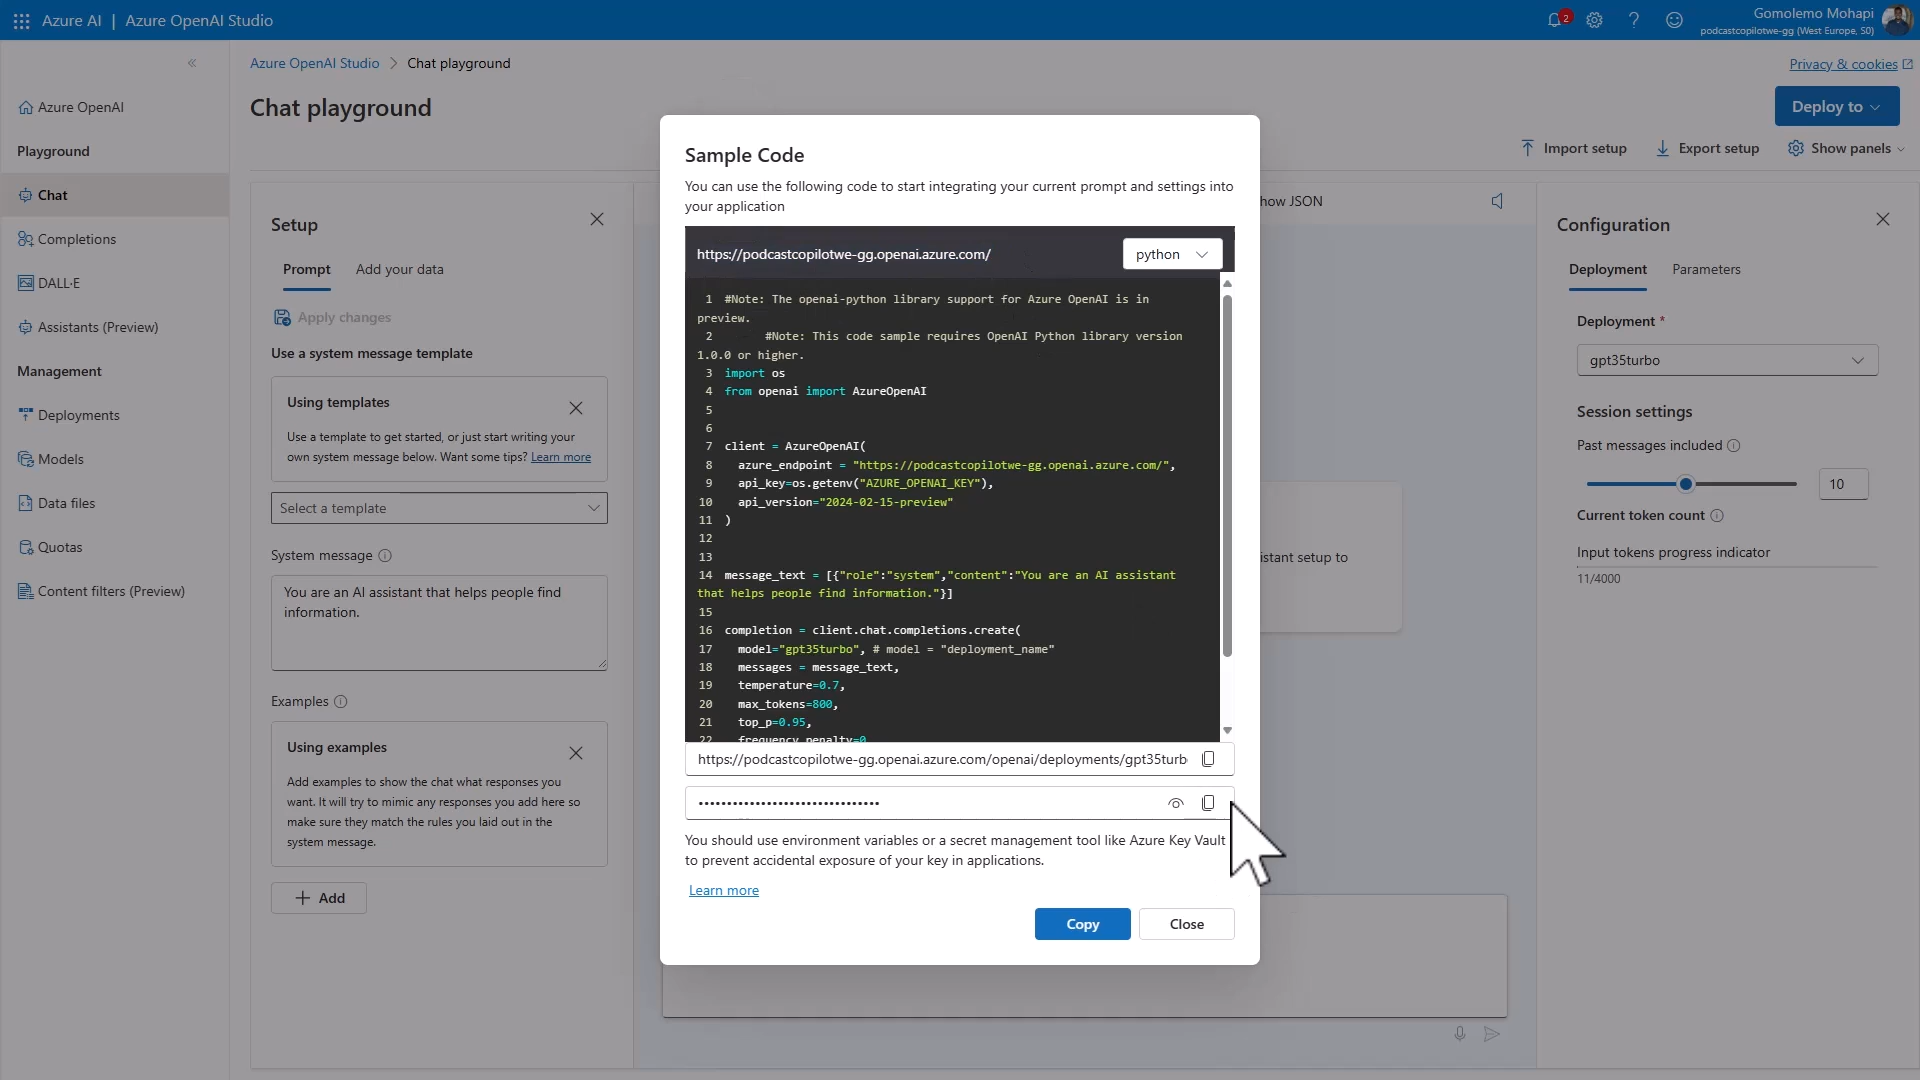 Azure AI | Azure OpenAI Studio
2
Gomolemo Mohapi
podcastcopilotwe-gg (West Europe, S0)
Azure OpenAI Studio > Chat playground
Privacy & cookies
Chat playground
Deploy to
Import setup
Export setup
Show panels
Azure OpenAI
Playground
Chat
Completions
DALL·E
Assistants (Preview)
Management
Deployments
Models
Data files
Quotas
Content filters (Preview)
Setup
Prompt
Add your data
Apply changes
Use a system message template
Using templates
Use a template to get started, or just start writing your
own system message below. Want some tips? Learn more
Select a template
System message
You are an AI assistant that helps people find
information.
Examples
Using examples
Add examples to show the chat what responses you
want. It will try to mimic any responses you add here so
make sure they match the rules you laid out in the
system message.
Add
how JSON
istant setup to
Sample Code
You can use the following code to start integrating your current prompt and settings into
your application
https://podcastcopilotwe-gg.openai.azure.com/
python
1 #Note: The openai-python library support for Azure OpenAI is in
preview.
2 #Note: This code sample requires OpenAI Python library version
1.0.0 or higher.
3 import os
4 from openai import AzureOpenAI
5
6
7 client = AzureOpenAI(
8 azure_endpoint = "https://podcastcopilotwe-gg.openai.azure.com/",
9 api_key=os.getenv("AZURE_OPENAI_KEY"),
10 api_version="2024-02-15-preview"
11 )
12
13
14 message_text = [{"role":"system","content":"You are an AI assistant
that helps people find information."}]
15
16 completion = client.chat.completions.create(
17 model="gpt35turbo", # model = "deployment_name"
18 messages = message_text,
19 temperature=0.7,
20 max_tokens=800,
21 top_p=0.95,
22 frequency_penalty=0
https://podcastcopilotwe-gg.openai.azure.com/openai/deployments/gpt35turb
••••••••••••••••••••••••••••••••
You should use environment variables or a secret management tool like Azure Key Vault
to prevent accidental exposure of your key in applications.
Learn more
Copy
Close
Configuration
Deployment
Parameters
Deployment *
gpt35turbo
Session settings
Past messages included
10
Current token count
Input tokens progress indicator
11/4000